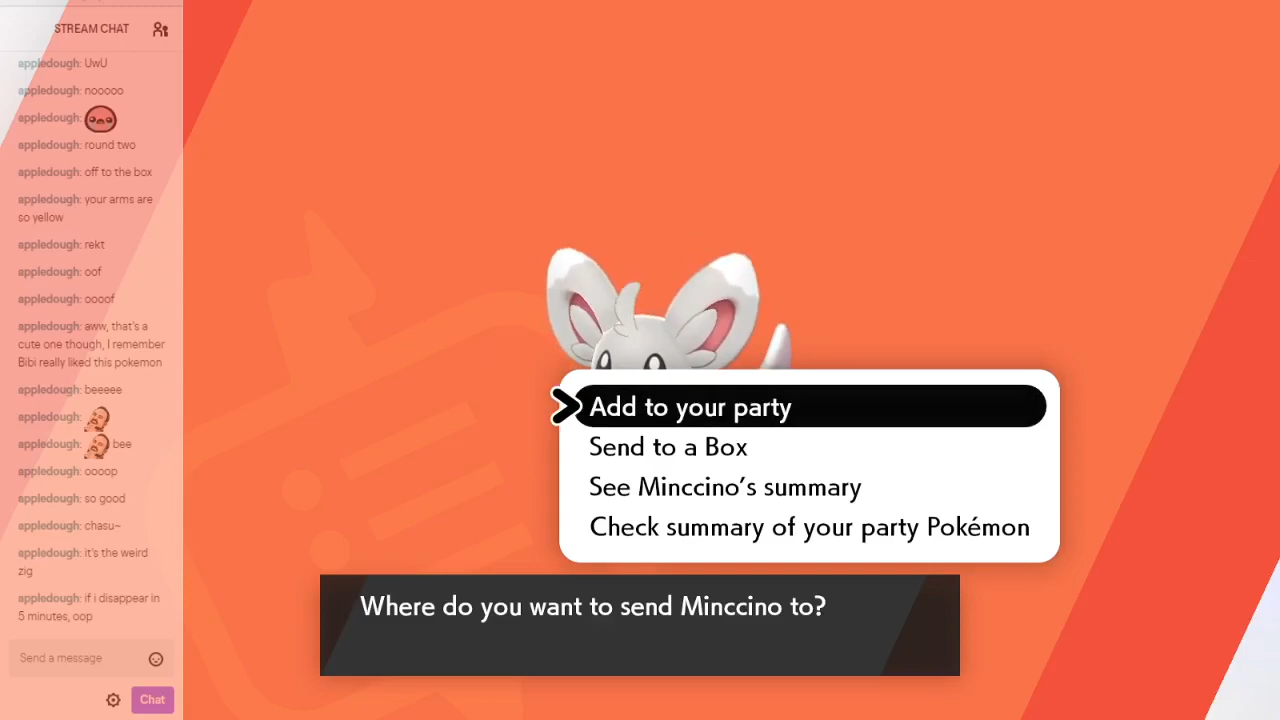 STREAM CHAT
appledough: UwU
appledough: nooooo
appledough:
appledough: round two
appledough: off to the box
appledough: your arms are
so yellow
appledough: rekt
appledough: oof
appledough: oooof
appledough: aww, that's a
cute one though, I remember
Bibi really liked this pokemon
appledough: beeeee
appledough:
appledough: bee
appledough: oooop
appledough: so good
appledough: chasu~
appledough: it's the weird
zig
appledough: if i disappear in
5 minutes, oop
Send a message
Chat
Add to your party
Send to a Box
See Minccino's summary
Check summary of your party Pokémon
Where do you want to send Minccino to?